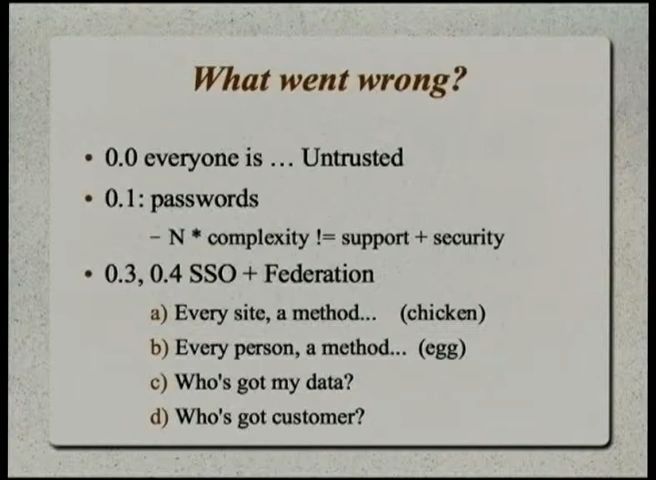 What went wrong?
• 0.0 everyone is … Untrusted
• 0.1: passwords
– N * complexity != support + security
• 0.3, 0.4 SSO + Federation
a) Every site, a method... (chicken)
b) Every person, a method... (egg)
c) Who's got my data?
d) Who's got customer?